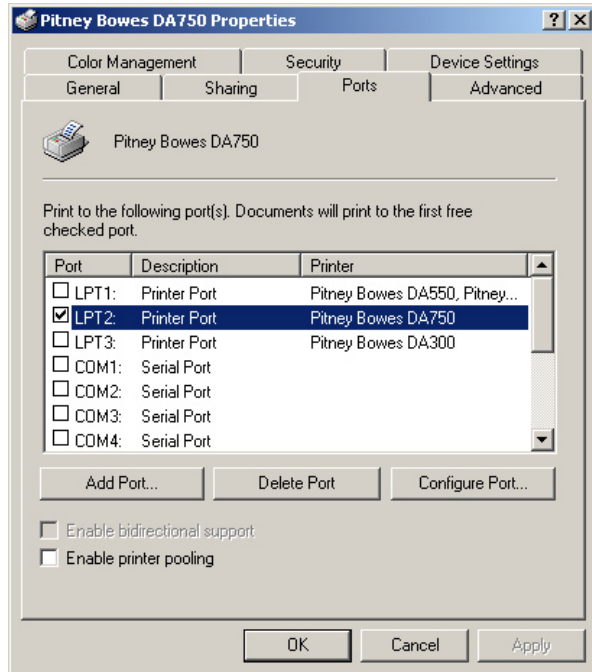 Pitney Bowes DA750 Properties
Color Management Security Device Settings
General Sharing Ports Advanced
Pitney Bowes DA750
Print to the following port(s). Documents will print to the first free
checked port.
Port Description Printer
LPT1: Printer Port Pitney Bowes DA550, Pitney...
LPT2: Printer Port Pitney Bowes DA750
LPT3: Printer Port Pitney Bowes DA300
COM1: Serial Port
COM2: Serial Port
COM3: Serial Port
COM4: Serial Port
Add Port... Delete Port Configure Port...
Enable bidirectional support
Enable printer pooling
OK Cancel Apply